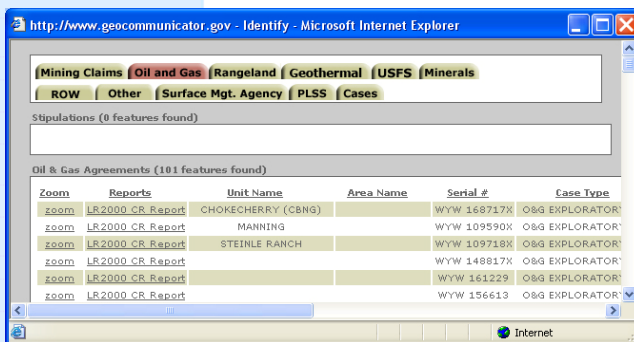 http://www.geocommunicator.gov - Identify - Microsoft Internet Explorer
Mining Claims Oil and Gas Rangeland Geothermal USFS Minerals
ROW Other Surface Mgt. Agency PLSS Cases
Stipulations (0 features found)
Oil & Gas Agreements (101 features found)
Zoom Reports Unit Name Area Name Serial # Case Type
zoom LR2000 CR Report CHOKECHERRY (CBNG) WYW 168717X O&G EXPLORATORY
zoom LR2000 CR Report MANNING WYW 109590X O&G EXPLORATORY
zoom LR2000 CR Report STEINLE RANCH WYW 109718X O&G EXPLORATORY
zoom LR2000 CR Report WYW 148817X O&G EXPLORATORY
zoom LR2000 CR Report WYW 161229 O&G EXPLORATORY
zoom LR2000 CR Report WYW 156613 O&G EXPLORATORY
Internet